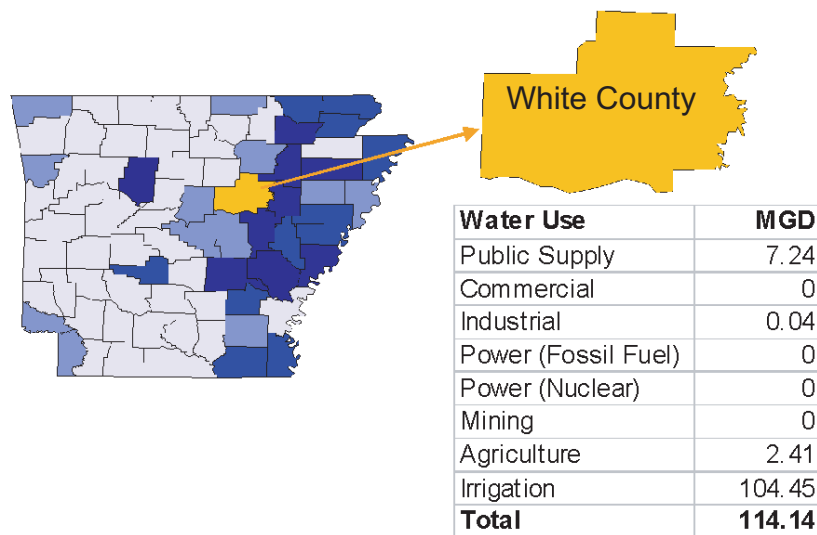 White County
Water Use MGD
Public Supply 7.24
Commercial 0
Industrial 0.04
Power (Fossil Fuel) 0
Power (Nuclear) 0
Mining 0
Agriculture 2.41
Irrigation 104.45
Total 114.14